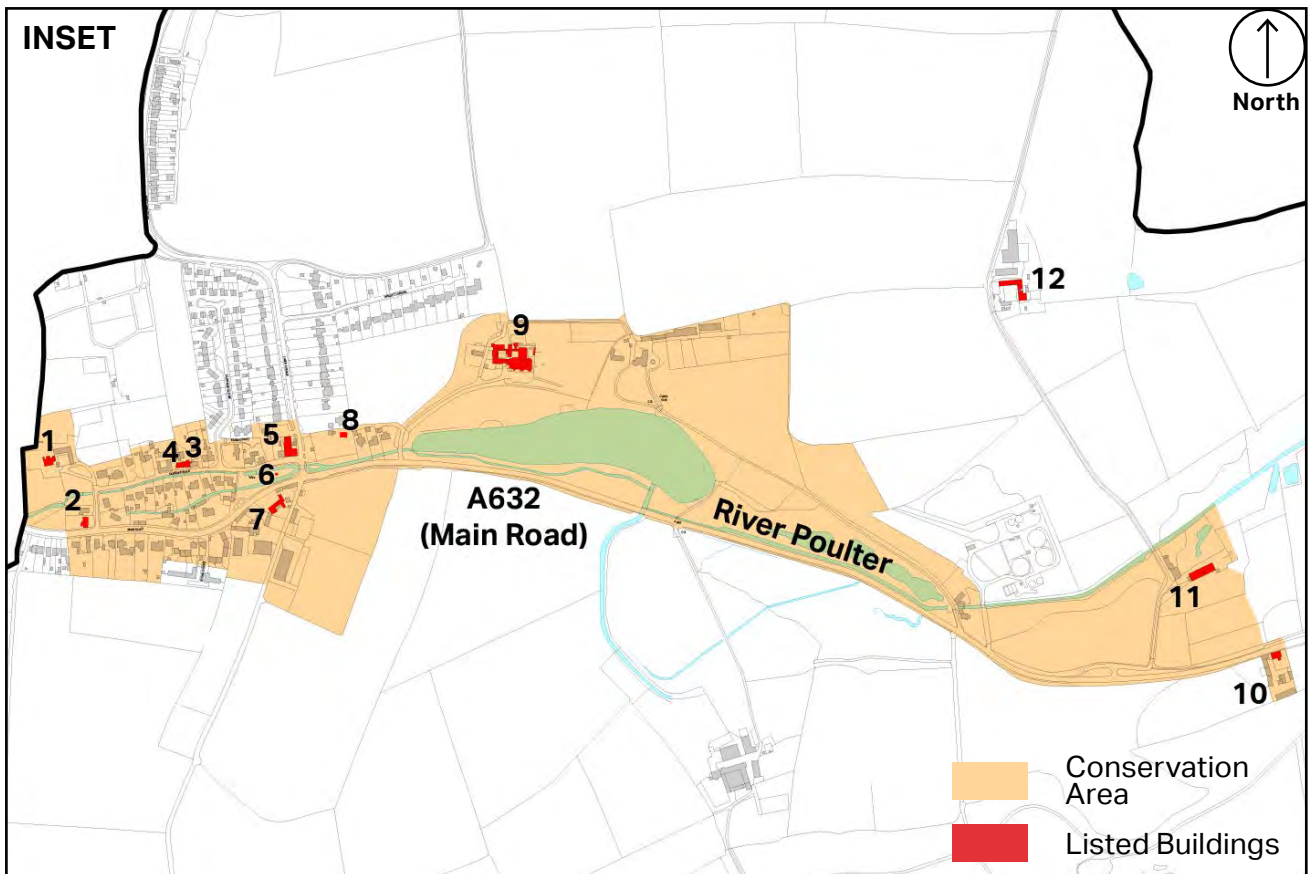 INSET
North
12
9
8
5
1
4
3
6
2
7
A632
(Main Road)
River Poulter
11
10
Conservation
Area
Listed Buildings